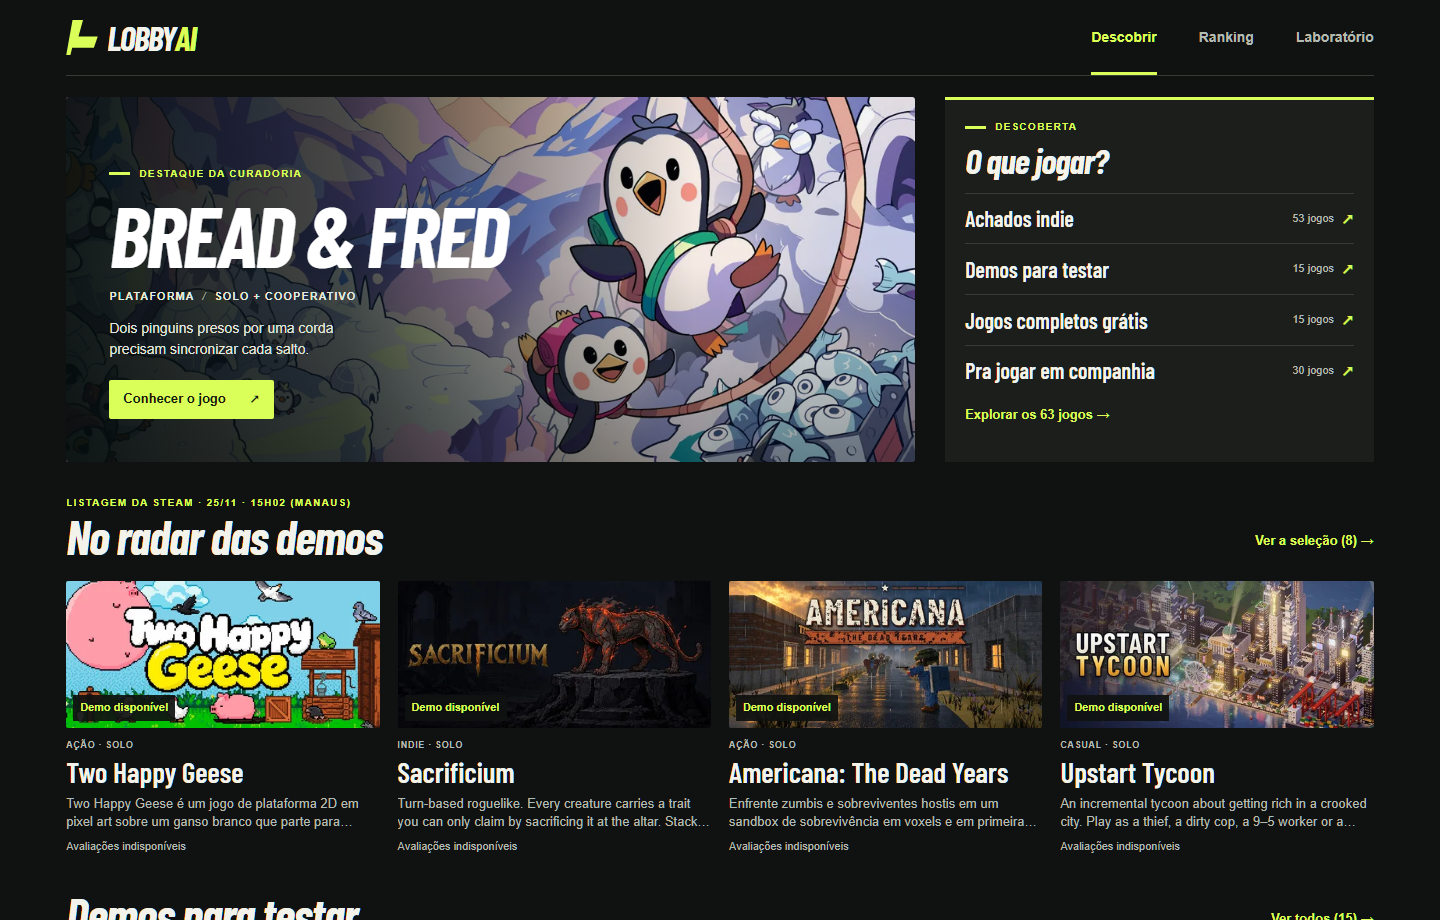 LOBBYAI
Descobrir
Ranking
Laboratório
DESTAQUE DA CURADORIA
BREAD & FRED
PLATAFORMA / SOLO + COOPERATIVO
Dois pinguins presos por uma corda
precisam sincronizar cada salto.
Conhecer o jogo ↗
DESCOBERTA
O que jogar?
Achados indie 53 jogos ↗
Demos para testar 15 jogos ↗
Jogos completos grátis 15 jogos ↗
Pra jogar em companhia 30 jogos ↗
Explorar os 63 jogos →
LISTAGEM DA STEAM · 25/11 · 15H02 (MANAUS)
No radar das demos
Ver a seleção (8) →
Two Happy
Geese
Demo disponível
AÇÃO · SOLO
Two Happy Geese
Two Happy Geese é um jogo de plataforma 2D em
pixel art sobre um ganso branco que parte para…
Avaliações indisponíveis
SACRIFICIUM
Demo disponível
INDIE · SOLO
Sacrificium
Turn-based roguelike. Every creature carries a trait
you can only claim by sacrificing it at the altar. Stack…
Avaliações indisponíveis
AMERICANA
THE DEAD YEARS
Demo disponível
AÇÃO · SOLO
Americana: The Dead Years
Enfrente zumbis e sobreviventes hostis em um
sandbox de sobrevivência em voxels e em primeira…
Avaliações indisponíveis
UPSTART
TYCOON
Demo disponível
CASUAL · SOLO
Upstart Tycoon
An incremental tycoon about getting rich in a crooked
city. Play as a thief, a dirty cop, a 9–5 worker or a…
Avaliações indisponíveis
Demos para testar
Ver todos (15) →